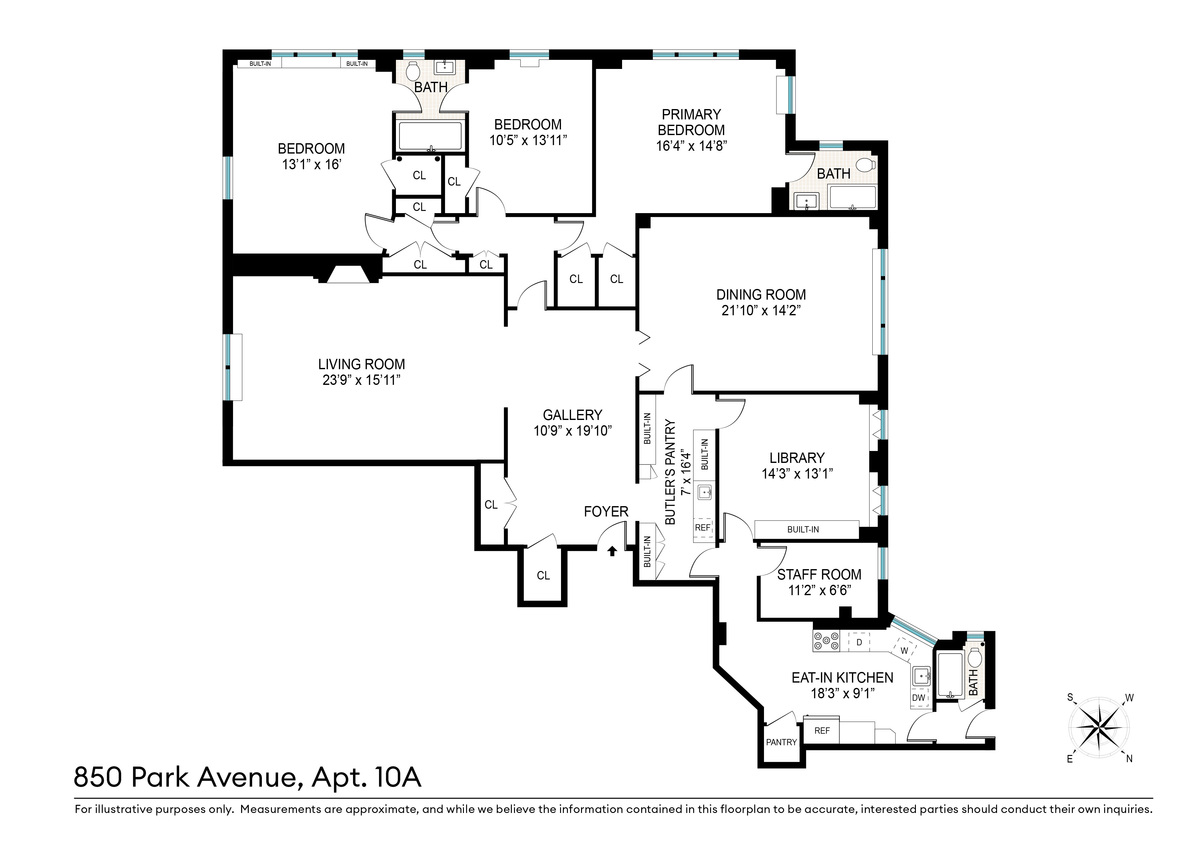 BUILT-IN
BUILT-IN
BATH
BEDROOM
13'1" x 16'
BEDROOM
10'5" x 13'11"
PRIMARY
BEDROOM
16'4" x 14'8"
BATH
CL
CL
CL
CL
CL
CL
CL
DINING ROOM
21'10" x 14'2"
LIVING ROOM
23'9" x 15'11"
GALLERY
10'9" x 19'10"
BUILT-IN
BUTLER'S PANTRY
7' x 16'4"
BUILT-IN
REF
BUILT-IN
LIBRARY
14'3" x 13'1"
BUILT-IN
CL
FOYER
CL
STAFF ROOM
11'2" x 6'6"
D
W
EAT-IN KITCHEN
18'3" x 9'1"
DW
BATH
REF
PANTRY
S
W
E
N
850 Park Avenue, Apt. 10A
For illustrative purposes only. Measurements are approximate, and while we believe the information contained in this floorplan to be accurate, interested parties should conduct their own inquiries.